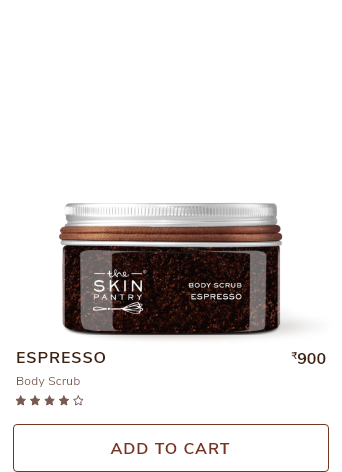 the®
SKIN
PANTRY
BODY SCRUB
ESPRESSO
ESPRESSO ₹900
Body Scrub
ADD TO CART